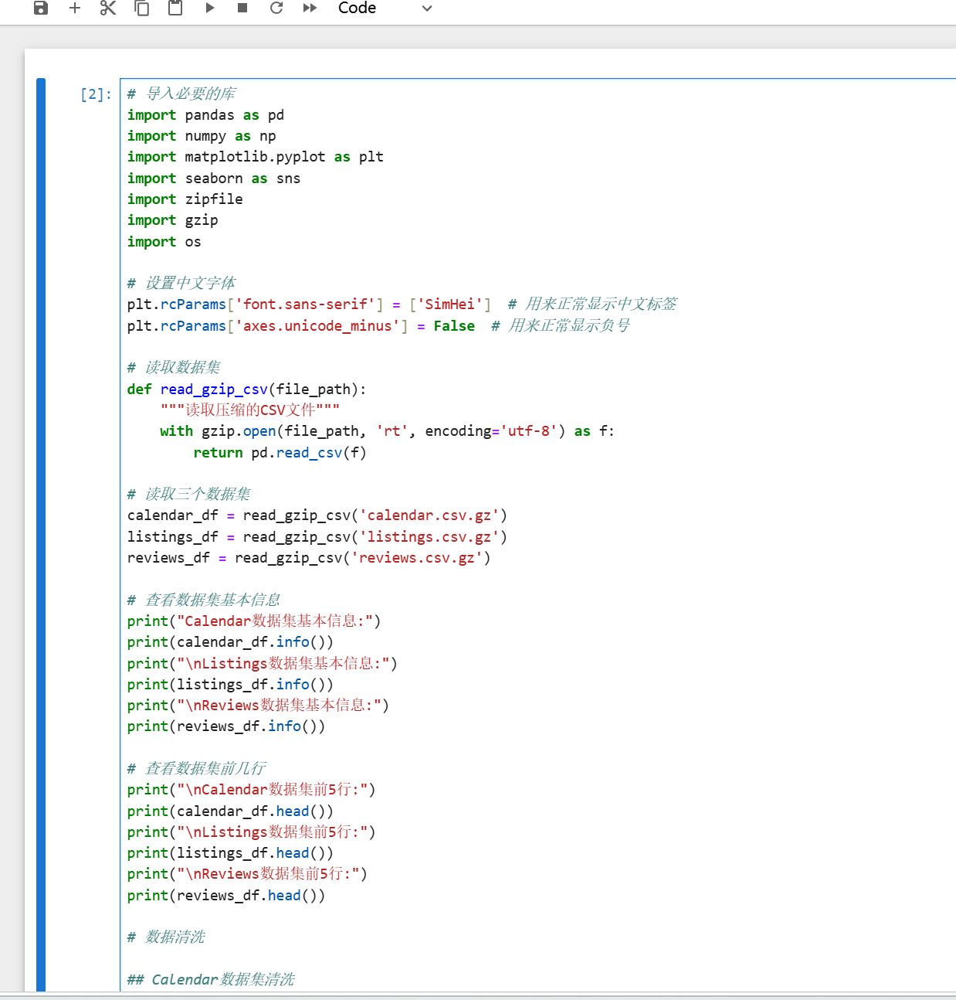 Code
[2]:
# 导入必要的库
import pandas as pd
import numpy as np
import matplotlib.pyplot as plt
import seaborn as sns
import zipfile
import gzip
import os
# 设置中文字体
plt.rcParams['font.sans-serif'] = ['SimHei']  # 用来正常显示中文标签
plt.rcParams['axes.unicode_minus'] = False  # 用来正常显示负号
# 读取数据集
def read_gzip_csv(file_path):
    """读取压缩的CSV文件"""
    with gzip.open(file_path, 'rt', encoding='utf-8') as f:
        return pd.read_csv(f)
# 读取三个数据集
calendar_df = read_gzip_csv('calendar.csv.gz')
listings_df = read_gzip_csv('listings.csv.gz')
reviews_df = read_gzip_csv('reviews.csv.gz')
# 查看数据集基本信息
print("Calendar数据集基本信息:")
print(calendar_df.info())
print("\nListings数据集基本信息:")
print(listings_df.info())
print("\nReviews数据集基本信息:")
print(reviews_df.info())
# 查看数据集前几行
print("\nCalendar数据集前5行:")
print(calendar_df.head())
print("\nListings数据集前5行:")
print(listings_df.head())
print("\nReviews数据集前5行:")
print(reviews_df.head())
# 数据清洗
## Calendar数据集清洗